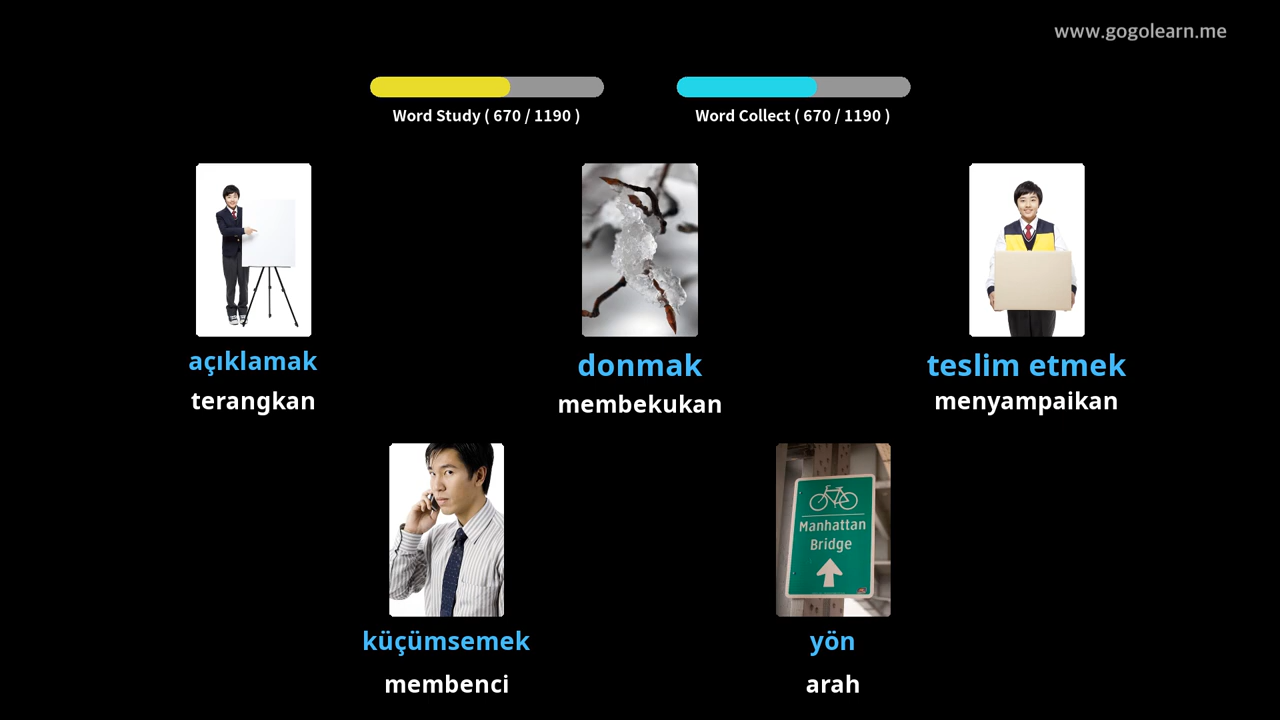 www.gogolearn.me
Word Study ( 670 / 1190 )
Word Collect ( 670 / 1190 )
açıklamak
terangkan
donmak
membekukan
teslim etmek
menyampaikan
küçümsemek
membenci
Manhattan
Bridge
yön
arah